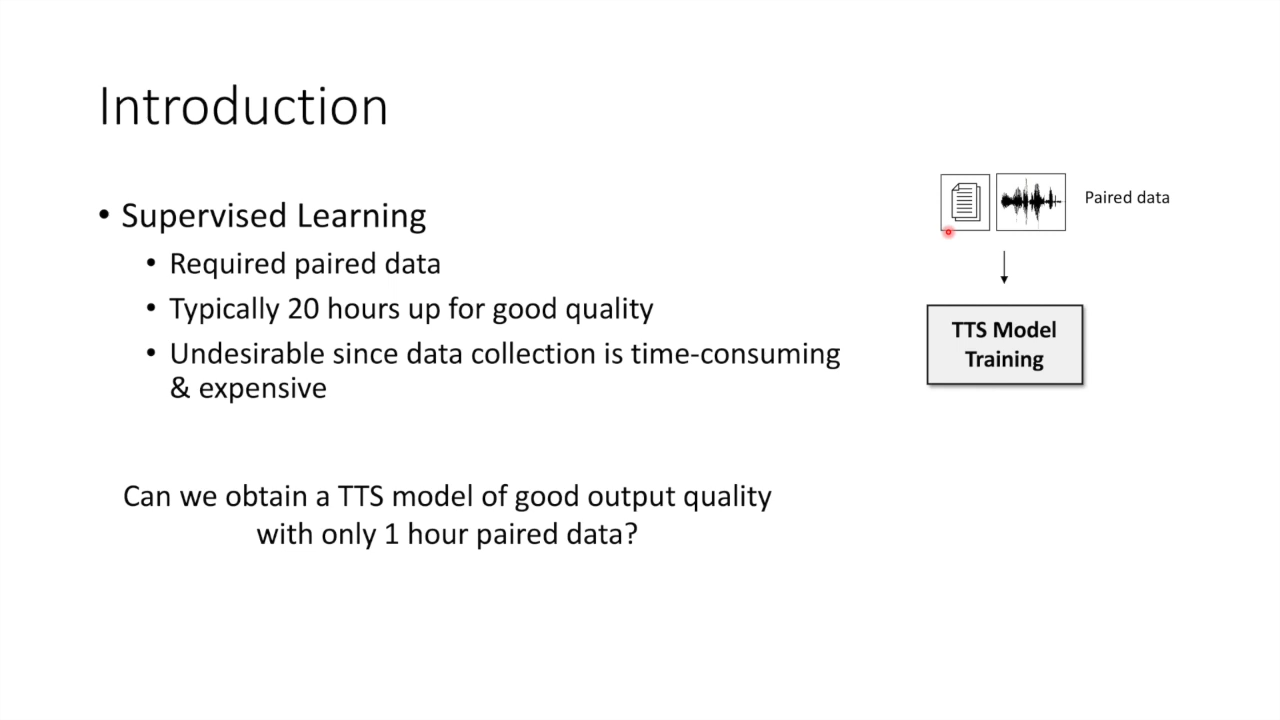 Introduction
• Supervised Learning
• Required paired data
• Typically 20 hours up for good quality
• Undesirable since data collection is time-consuming
& expensive
Can we obtain a TTS model of good output quality
with only 1 hour paired data?
Paired data
TTS Model
Training